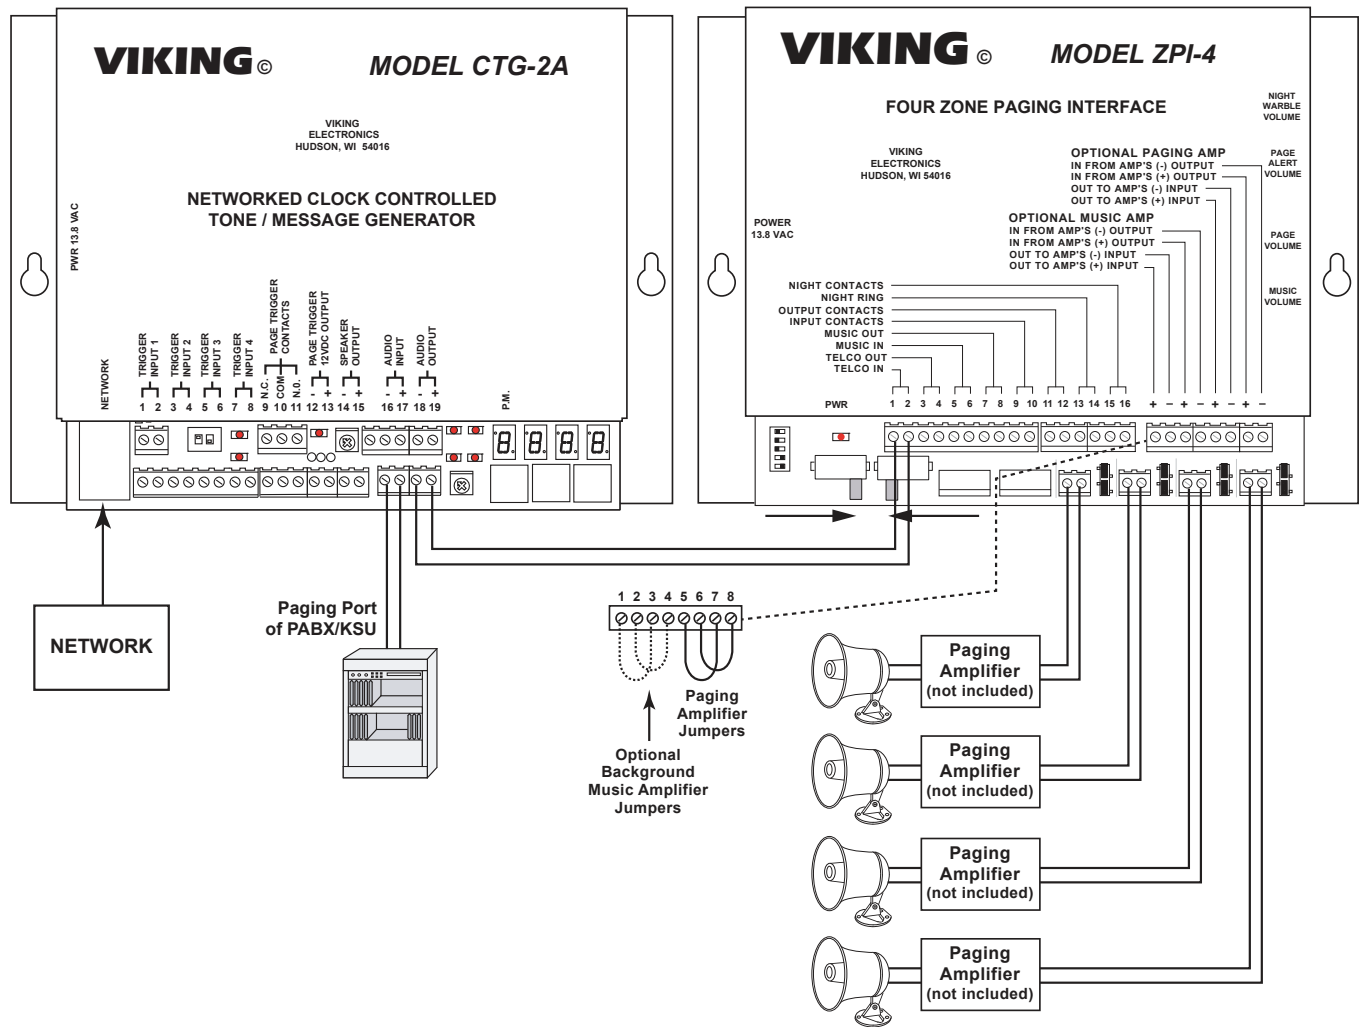 VIKING ©
MODEL CTG-2A
VIKING
ELECTRONICS
HUDSON, WI 54016
NETWORKED CLOCK CONTROLLED
TONE / MESSAGE GENERATOR
PWR 13.8 VAC
NETWORK
TRIGGER
INPUT 1
TRIGGER
INPUT 2
TRIGGER
INPUT 3
TRIGGER
INPUT 4
PAGE TRIGGER
CONTACTS
N.C.
COM
N.0.
PAGE TRIGGER
12VDC OUTPUT
- +
SPEAKER
OUTPUT
- +
AUDIO
INPUT
- +
AUDIO
OUTPUT
- +
P.M.
1 2 3 4 5 6 7 8 9 10 11 12 13 14 15 16 17 18 19
8. 8. 8. 8.
VIKING ©
MODEL ZPI-4
FOUR ZONE PAGING INTERFACE
VIKING
ELECTRONICS
HUDSON, WI 54016
POWER
13.8 VAC
NIGHT
WARBLE
VOLUME
PAGE
ALERT
VOLUME
PAGE
VOLUME
MUSIC
VOLUME
OPTIONAL PAGING AMP
IN FROM AMP'S (-) OUTPUT
IN FROM AMP'S (+) OUTPUT
OUT TO AMP'S (-) INPUT
OUT TO AMP'S (+) INPUT
OPTIONAL MUSIC AMP
IN FROM AMP'S (-) OUTPUT
IN FROM AMP'S (+) OUTPUT
OUT TO AMP'S (-) INPUT
OUT TO AMP'S (+) INPUT
NIGHT CONTACTS
NIGHT RING
OUTPUT CONTACTS
INPUT CONTACTS
MUSIC OUT
MUSIC IN
TELCO OUT
TELCO IN
PWR
1 2 3 4 5 6 7 8 9 10 11 12 13 14 15 16
+ – + – + – + –
NETWORK
Paging Port
of PABX/KSU
1 2 3 4 5 6 7 8
Paging
Amplifier
Jumpers
Optional
Background
Music Amplifier
Jumpers
Paging
Amplifier
(not included)
Paging
Amplifier
(not included)
Paging
Amplifier
(not included)
Paging
Amplifier
(not included)